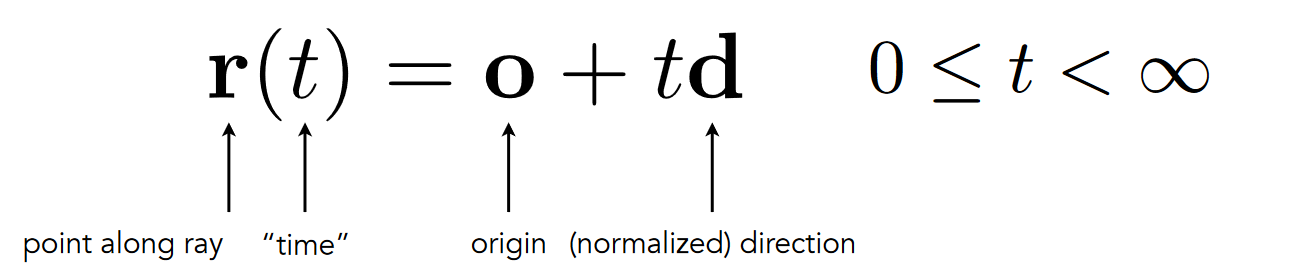 r(t) = o + td    0 ≤ t < ∞
point along ray  “time”  origin  (normalized) direction